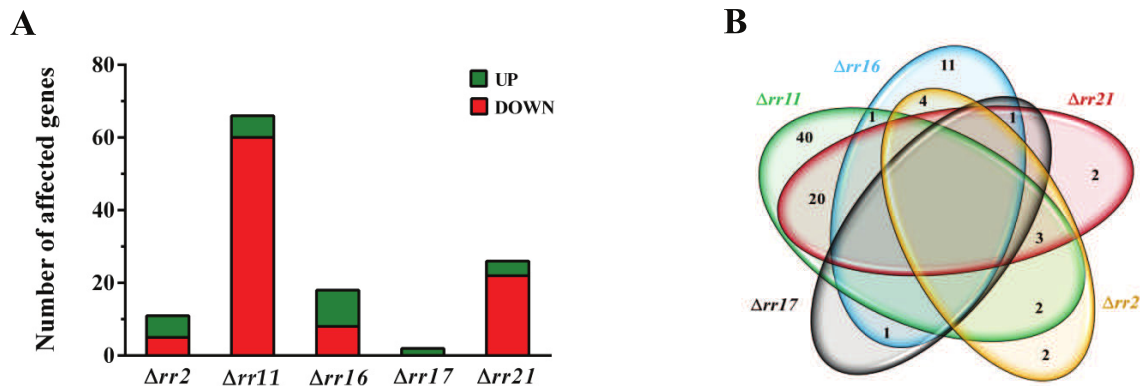 A
Number of affected genes
80
60
40
20
0
UP
DOWN
Δrr2 Δrr11 Δrr16 Δrr17 Δrr21
B
Δrr16
11
Δrr11
4
Δrr21
1
1
40
2
20
3
Δrr17
2
Δrr2
1
2